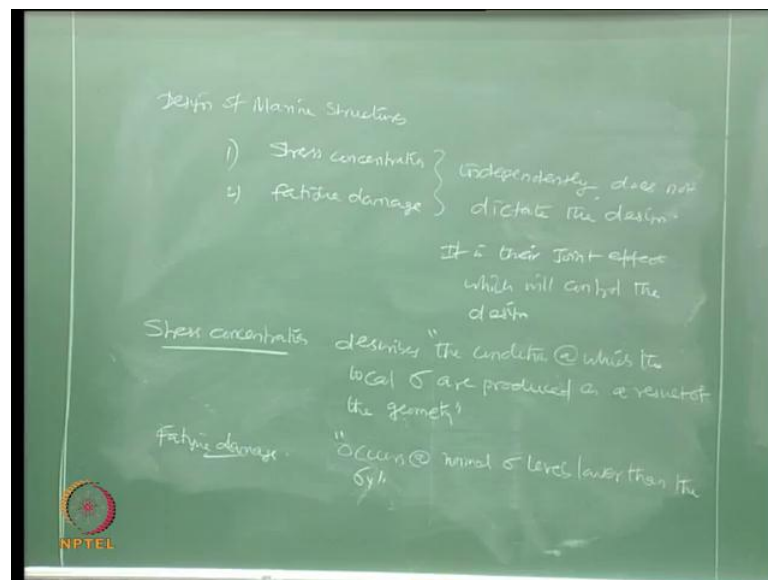 Design of Marine Structures
1) Stress concentration } independently does not
2) fatigue damage } dictate the design.
It is their Joint effect
which will control the
design
Stress concentration describes "the condition @ which the
local σ are produced as a result of
the geometry"
Fatigue damage. "Occurs @ normal σ levels lower than the
σyl.
NPTEL